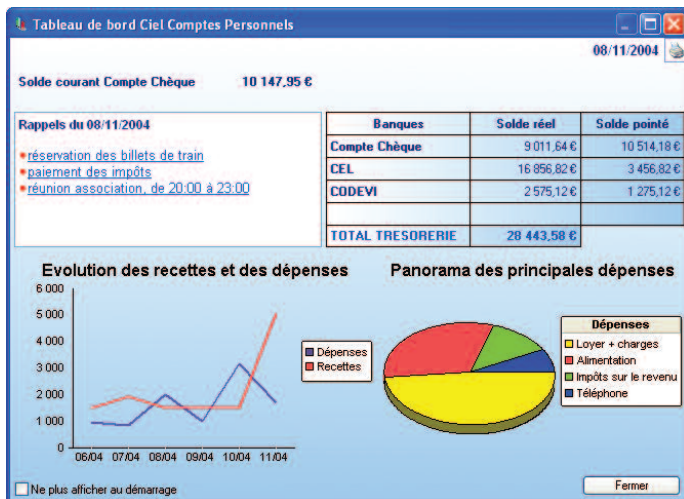 Tableau de bord Ciel Comptes Personnels
08/11/2004
Solde courant Compte Chèque 10 147,95 €
Rappels du 08/11/2004
réservation des billets de train
paiement des impôts
réunion association, de 20:00 à 23:00
Banques Solde réel Solde pointé
Compte Chèque 9 011,64 € 10 514,18 €
CEL 16 856,82 € 3 456,82 €
CODEVI 2 575,12 € 1 275,12 €
TOTAL TRESORERIE 28 443,58 €
Evolution des recettes et des dépenses
6 000
5 000
4 000
3 000
2 000
1 000
0
06/04 07/04 08/04 09/04 10/04 11/04
Dépenses
Recettes
Panorama des principales dépenses
Dépenses
Loyer + charges
Alimentation
Impôts sur le revenu
Téléphone
Ne plus afficher au démarrage
Fermer